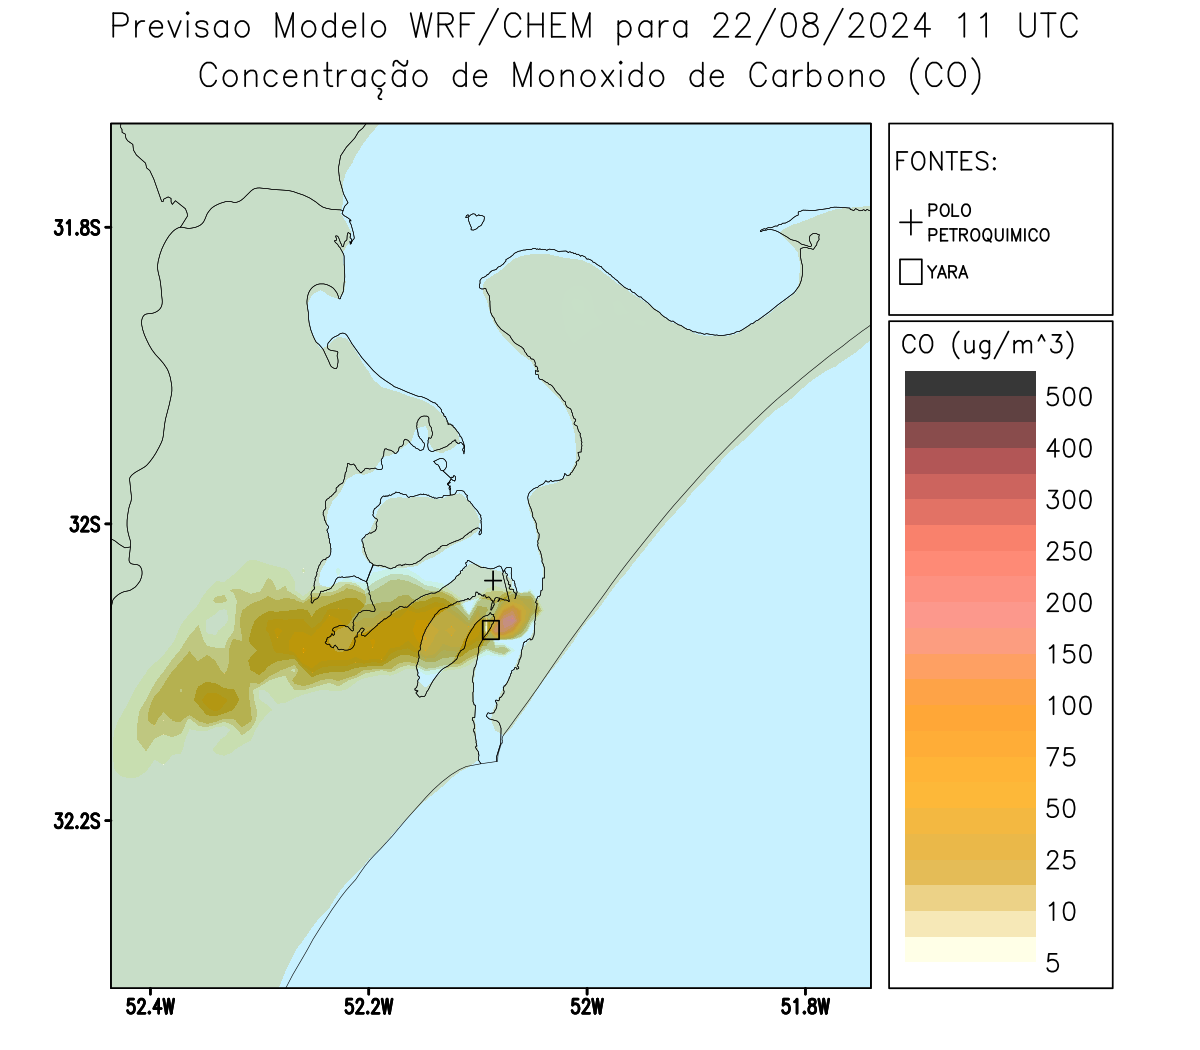 Previsao Modelo WRF/CHEM para 22/08/2024 11 UTC
Concentração de Monoxido de Carbono (CO)
FONTES:
POLO
PETROQUIMICO
YARA
CO (ug/m^3)
500
400
300
250
200
150
100
75
50
25
10
5
31.8S
32S
32.2S
52.4W
52.2W
52W
51.8W